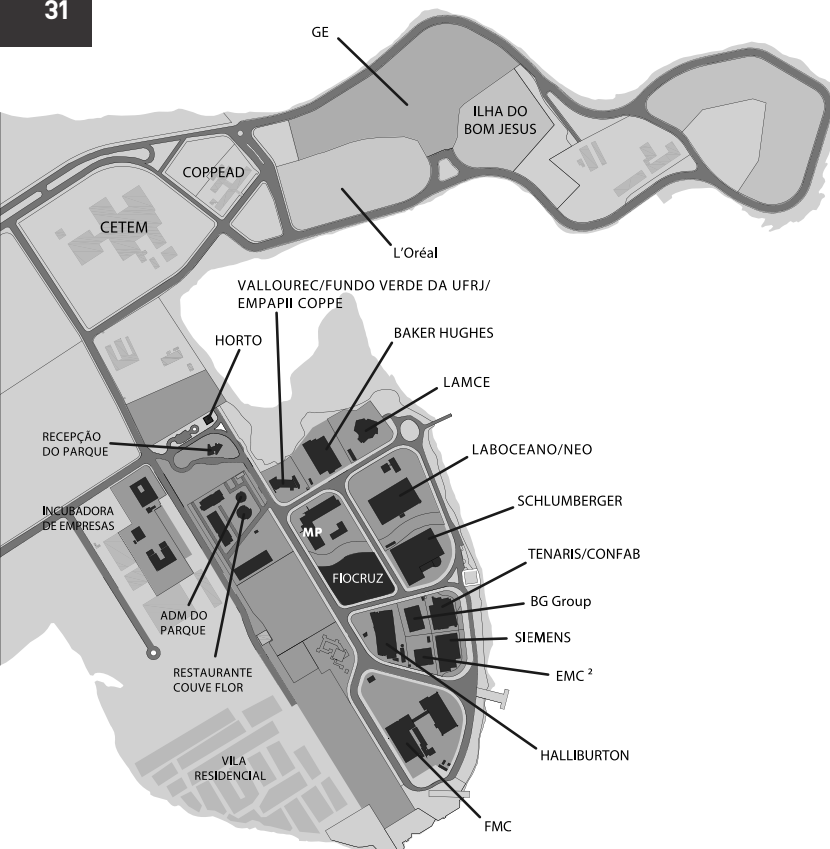 31
GE
ILHA DO
BOM JESUS
COPPEAD
CETEM
L'Oréal
VALLOUREC/FUNDO VERDE DA UFRJ/
EMPAPII COPPE
HORTO
BAKER HUGHES
LAMCE
RECEPÇÃO
DO PARQUE
LABOCEANO/NEO
SCHLUMBERGER
INCUBADORA
DE EMPRESAS
MP
TENARIS/CONFAB
FIOCRUZ
BG Group
ADM DO
PARQUE
SIEMENS
RESTAURANTE
COUVE FLOR
EMC ²
HALLIBURTON
VILA
RESIDENCIAL
FMC